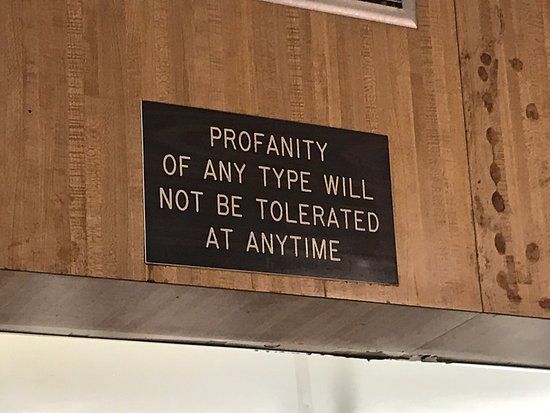 PROFANITY
OF ANY TYPE WILL
NOT BE TOLERATED
AT ANYTIME